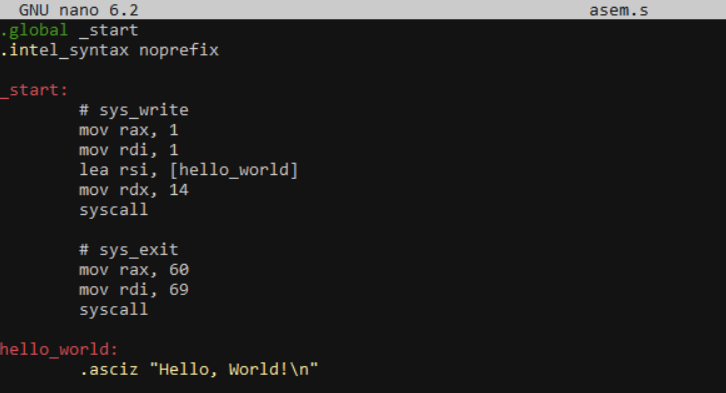 GNU nano 6.2 asem.s
.global _start
.intel_syntax noprefix
_start:
# sys_write
mov rax, 1
mov rdi, 1
lea rsi, [hello_world]
mov rdx, 14
syscall
# sys_exit
mov rax, 60
mov rdi, 69
syscall
hello_world:
.asciz "Hello, World!\n"